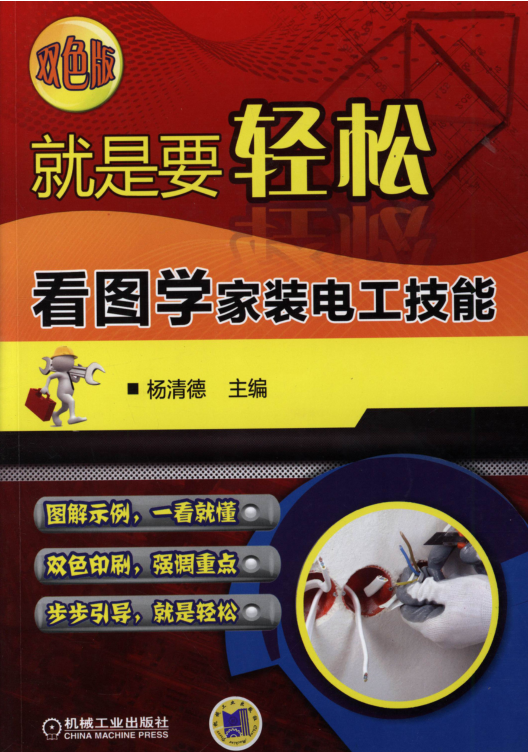 双色版
就是要轻松
看图学家装电工技能
■ 杨清德 主编
图解示例，一看就懂
双色印刷，强调重点
步步引导，就是轻松
机械工业出版社
CHINA MACHINE PRESS